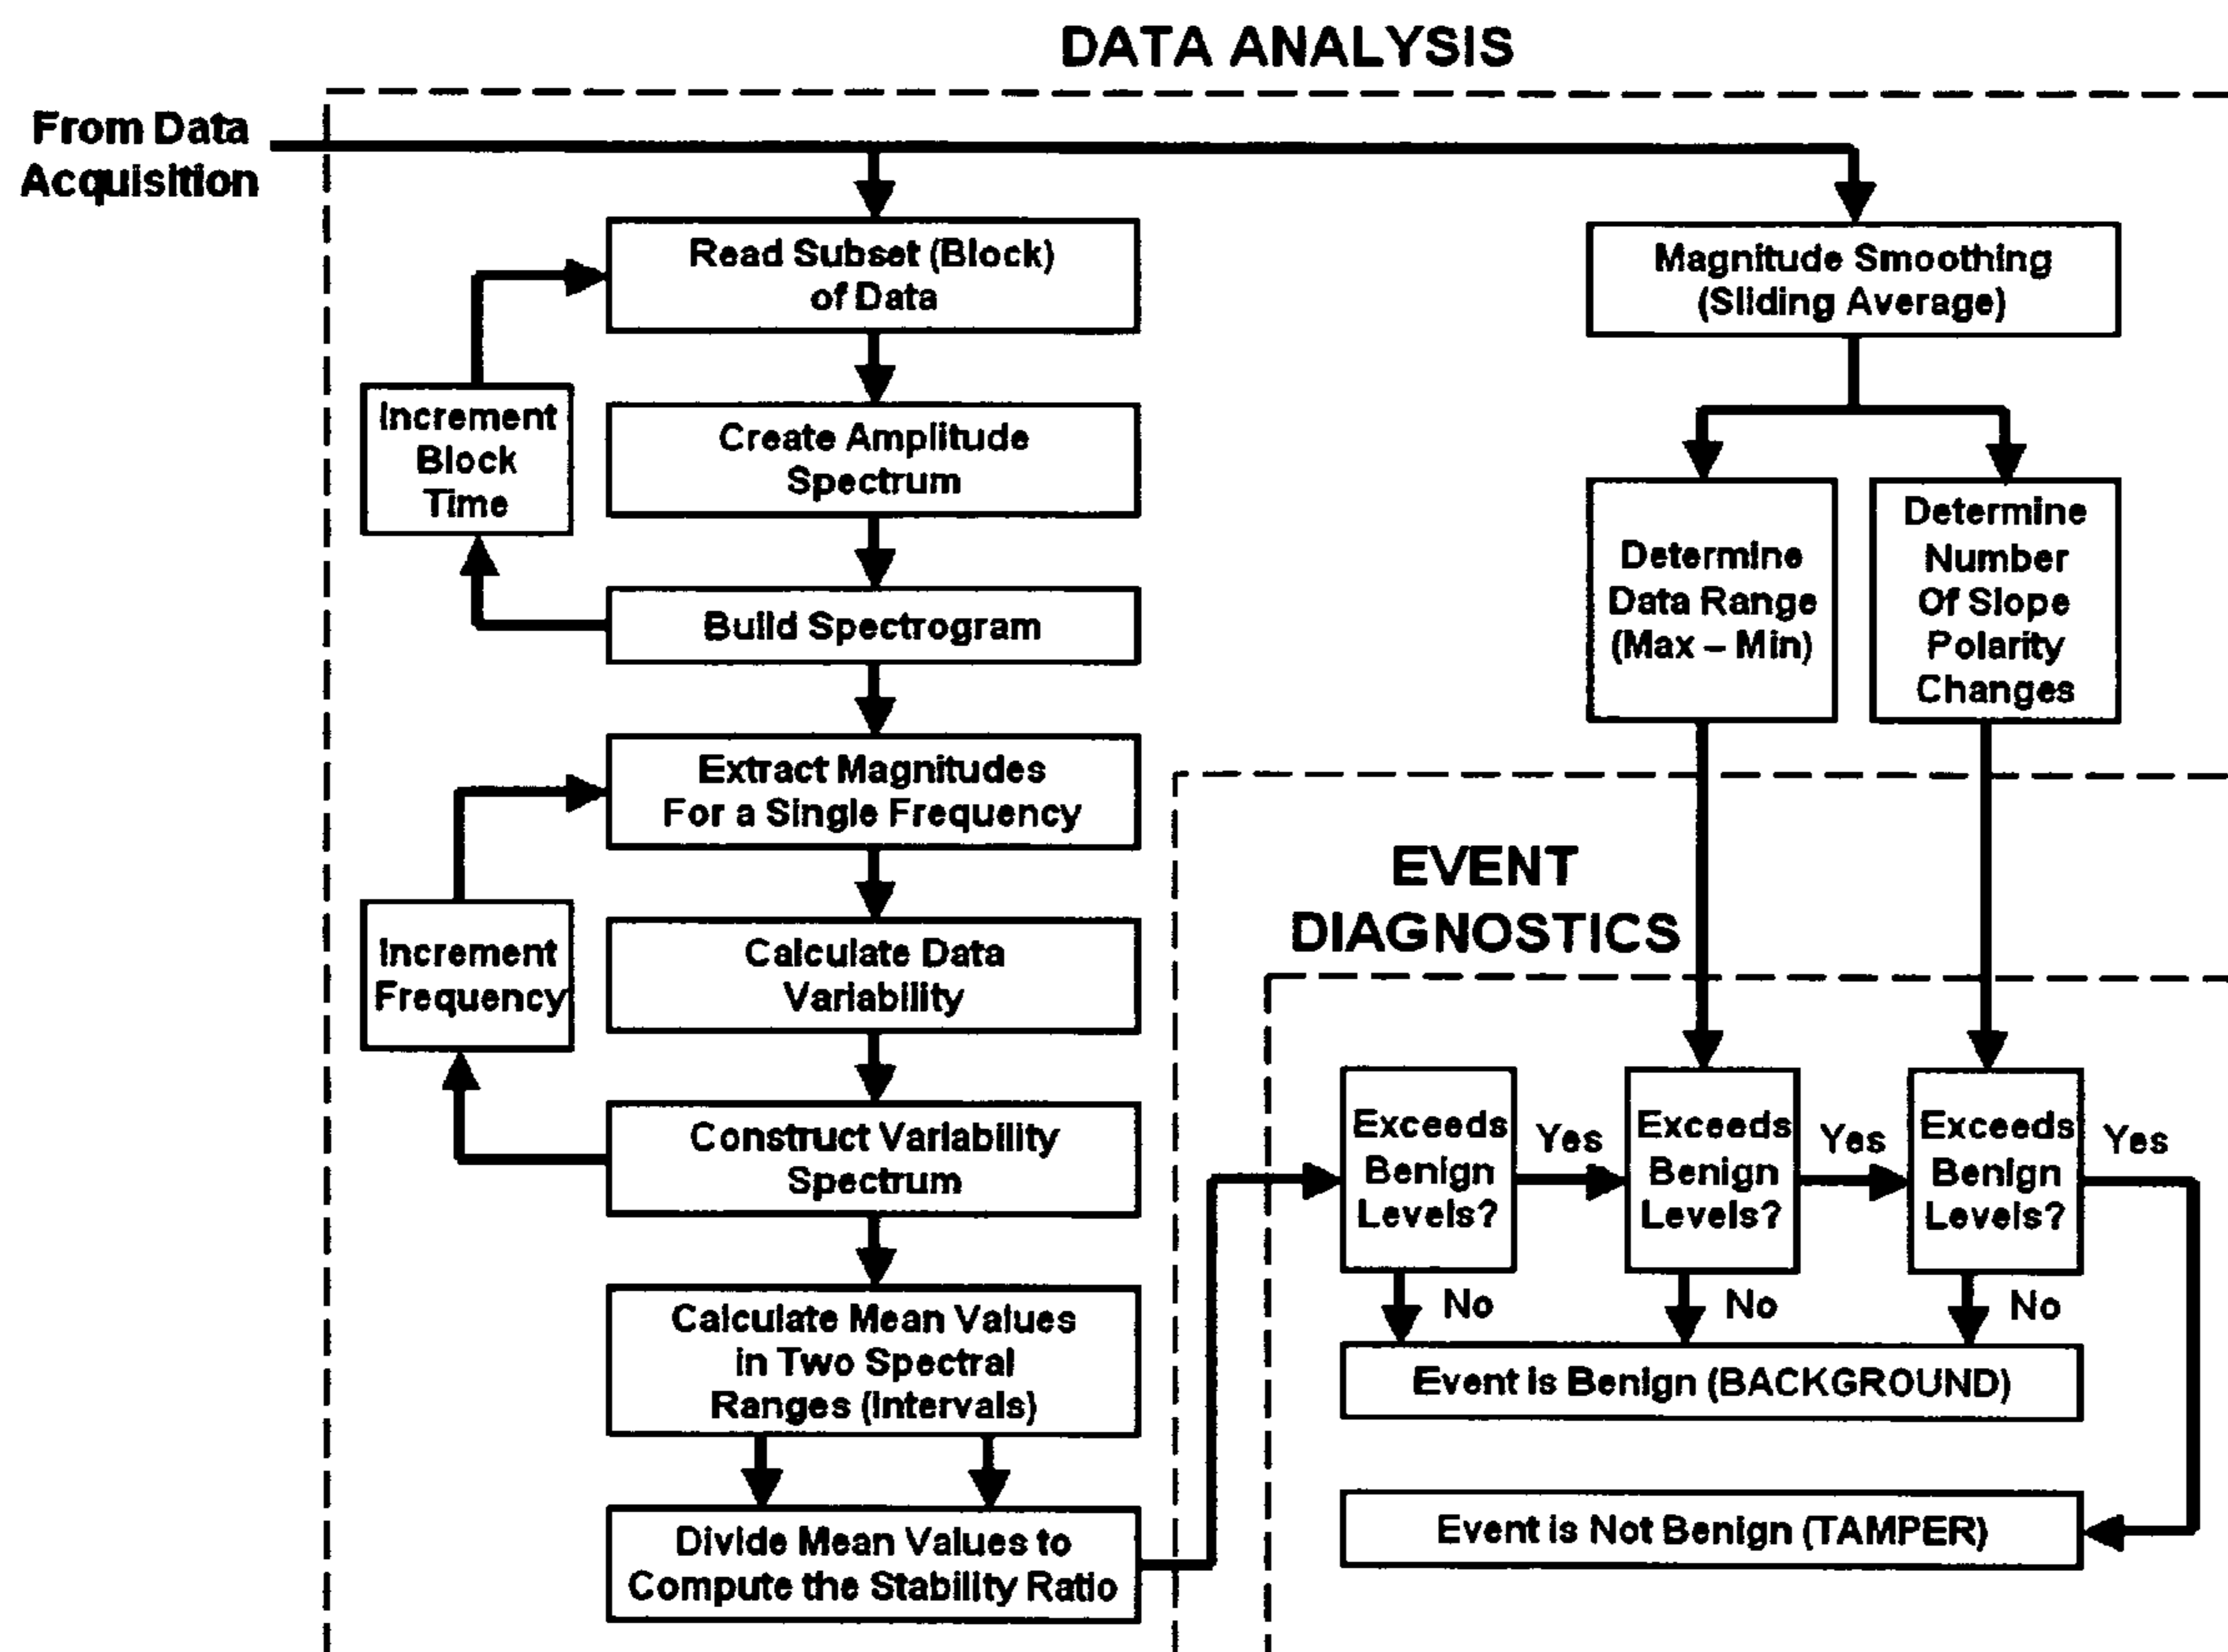 DATA ANALYSIS
From Data
Acquisition
Read Subset (Block)
of Data
Increment
Block
Time
Create Amplitude
Spectrum
Build Spectrogram
Extract Magnitudes
For a Single Frequency
Increment
Frequency
Calculate Data
Variability
Construct Variability
Spectrum
Calculate Mean Values
in Two Spectral
Ranges (Intervals)
Divide Mean Values to
Compute the Stability Ratio
Magnitude Smoothing
(Sliding Average)
Determine
Data Range
(Max – Min)
Determine
Number
Of Slope
Polarity
Changes
EVENT
DIAGNOSTICS
Exceeds
Benign
Levels?
Yes
No
Exceeds
Benign
Levels?
Yes
No
Exceeds
Benign
Levels?
Yes
No
Event is Benign (BACKGROUND)
Event is Not Benign (TAMPER)